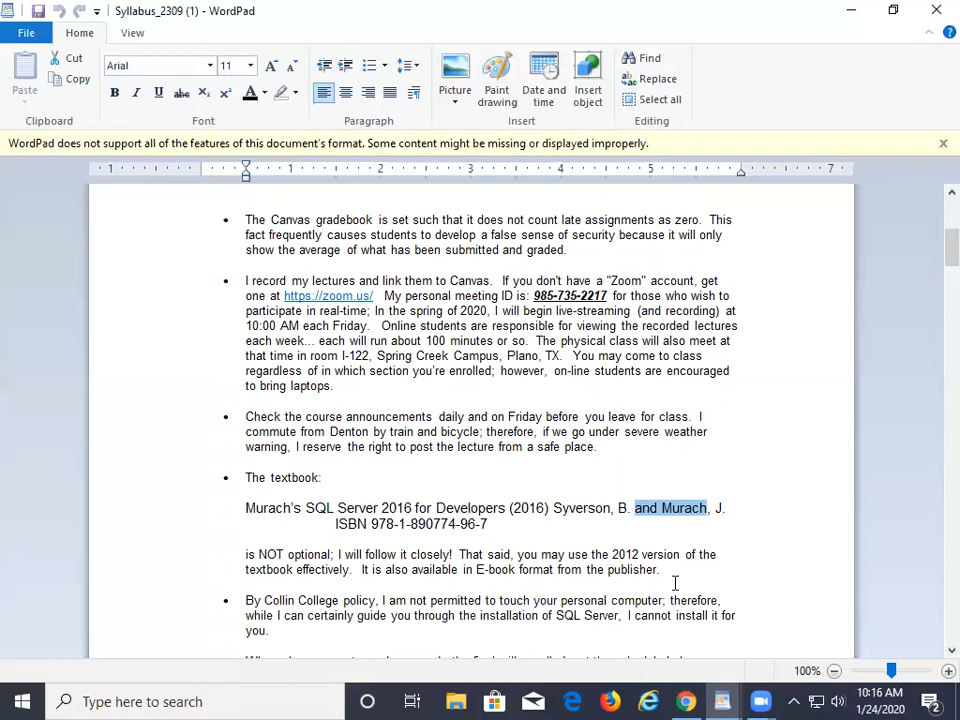 Syllabus_2309 (1) - WordPad
File Home View
Cut
Copy
Paste
Clipboard
Arial 11
B I U abc X₂ X² A
Font
Paragraph
Picture
Paint drawing
Date and time
Insert object
Insert
Find
Replace
Select all
Editing
WordPad does not support all of the features of this document's format. Some content might be missing or displayed improperly.
1 1 2 3 4 5 7
• The Canvas gradebook is set such that it does not count late assignments as zero. This
fact frequently causes students to develop a false sense of security because it will only
show the average of what has been submitted and graded.
• I record my lectures and link them to Canvas. If you don't have a "Zoom" account, get
one at https://zoom.us/ My personal meeting ID is: 985-735-2217 for those who wish to
participate in real-time; In the spring of 2020, I will begin live-streaming (and recording) at
10:00 AM each Friday. Online students are responsible for viewing the recorded lectures
each week... each will run about 100 minutes or so. The physical class will also meet at
that time in room I-122, Spring Creek Campus, Plano, TX. You may come to class
regardless of in which section you're enrolled; however, on-line students are encouraged
to bring laptops.
• Check the course announcements daily and on Friday before you leave for class. I
commute from Denton by train and bicycle; therefore, if we go under severe weather
warning, I reserve the right to post the lecture from a safe place.
• The textbook:
Murach's SQL Server 2016 for Developers (2016) Syverson, B. and Murach, J.
ISBN 978-1-890774-96-7
is NOT optional; I will follow it closely! That said, you may use the 2012 version of the
textbook effectively. It is also available in E-book format from the publisher.
• By Collin College policy, I am not permitted to touch your personal computer; therefore,
while I can certainly guide you through the installation of SQL Server, I cannot install it for
you.
100%
Type here to search
10:16 AM
1/24/2020
2